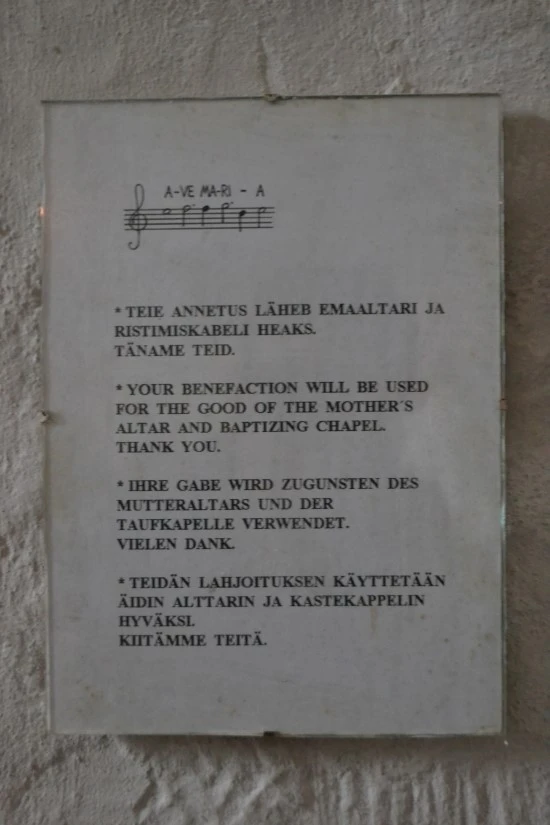 A-VE MA-RI - A
* TEIE ANNETUS LÄHEB EMAALTARI JA
RISTIMISKABELI HEAKS.
TÄNAME TEID.
* YOUR BENEFACTION WILL BE USED
FOR THE GOOD OF THE MOTHER´S
ALTAR AND BAPTIZING CHAPEL.
THANK YOU.
* IHRE GABE WIRD ZUGUNSTEN DES
MUTTERALTARS UND DER
TAUFKAPELLE VERWENDET.
VIELEN DANK.
* TEIDÄN LAHJOITUKSEN KÄYTTETÄÄN
ÄIDIN ALTTARIN JA KASTEKAPPELIN
HYVÄKSI.
KIITÄMME TEITÄ.